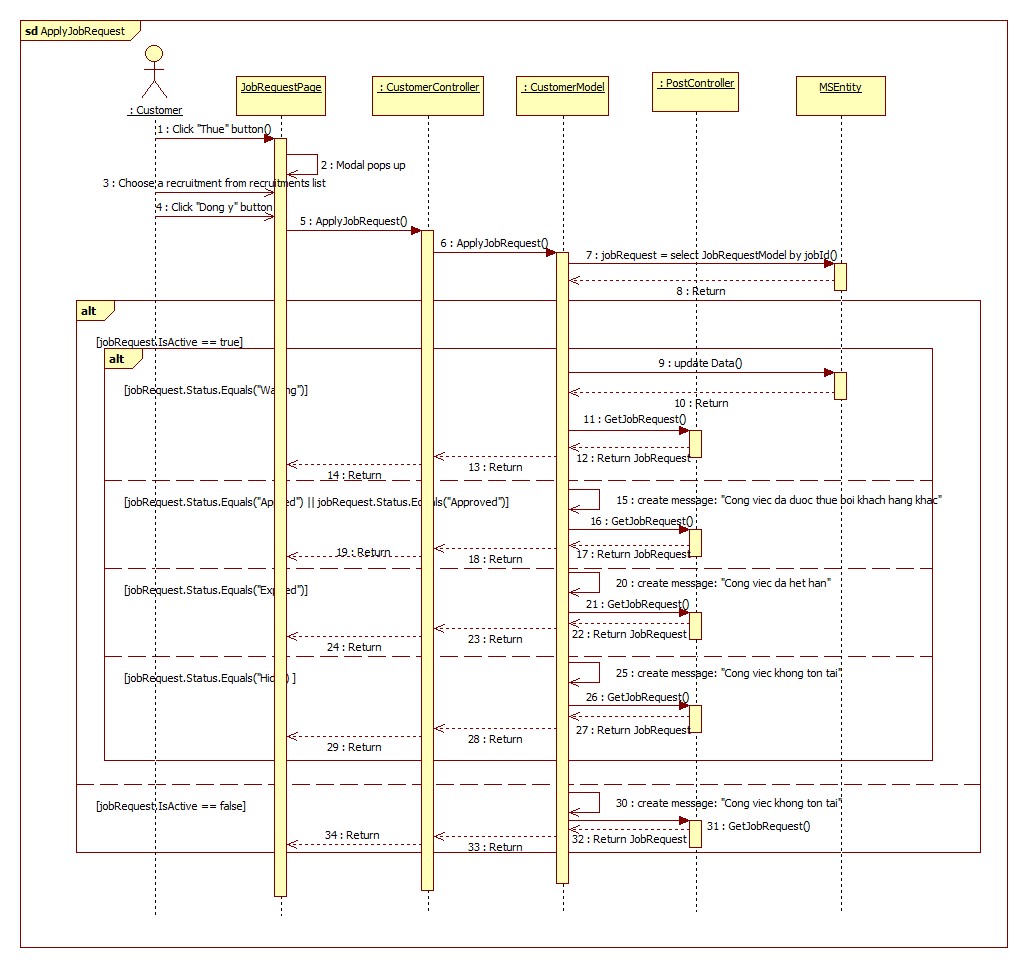 sd ApplyJobRequest
: Customer
JobRequestPage
: CustomerController
: CustomerModel
: PostController
MSEntity
1 : Click "Thue" button()
2 : Modal pops up
3 : Choose a recruitment from recruitments list
4 : Click "Dong y" button
5 : ApplyJobRequest()
6 : ApplyJobRequest()
7 : jobRequest = select JobRequestModel by jobId()
8 : Return
alt
[jobRequest.IsActive == true]
alt
9 : update Data()
[jobRequest.Status.Equals("Waiting")]
10 : Return
11 : GetJobRequest()
12 : Return JobRequest
13 : Return
14 : Return
[jobRequest.Status.Equals("Applied") || jobRequest.Status.Equals("Approved")]
15 : create message: "Cong viec da duoc thue boi khach hang khac"
16 : GetJobRequest()
17 : Return JobRequest
18 : Return
19 : Return
20 : create message: "Cong viec da het han"
[jobRequest.Status.Equals("Expired")]
21 : GetJobRequest()
22 : Return JobRequest
23 : Return
24 : Return
25 : create message: "Cong viec khong ton tai"
[jobRequest.Status.Equals( ) ]
26 : GetJobRequest()
27 : Return JobRequest
28 : Return
29 : Return
30 : create message: "Cong viec khong ton tai"
[jobRequest.IsActive == false]
31 : GetJobRequest()
32 : Return JobRequest
33 : Return
34 : Return